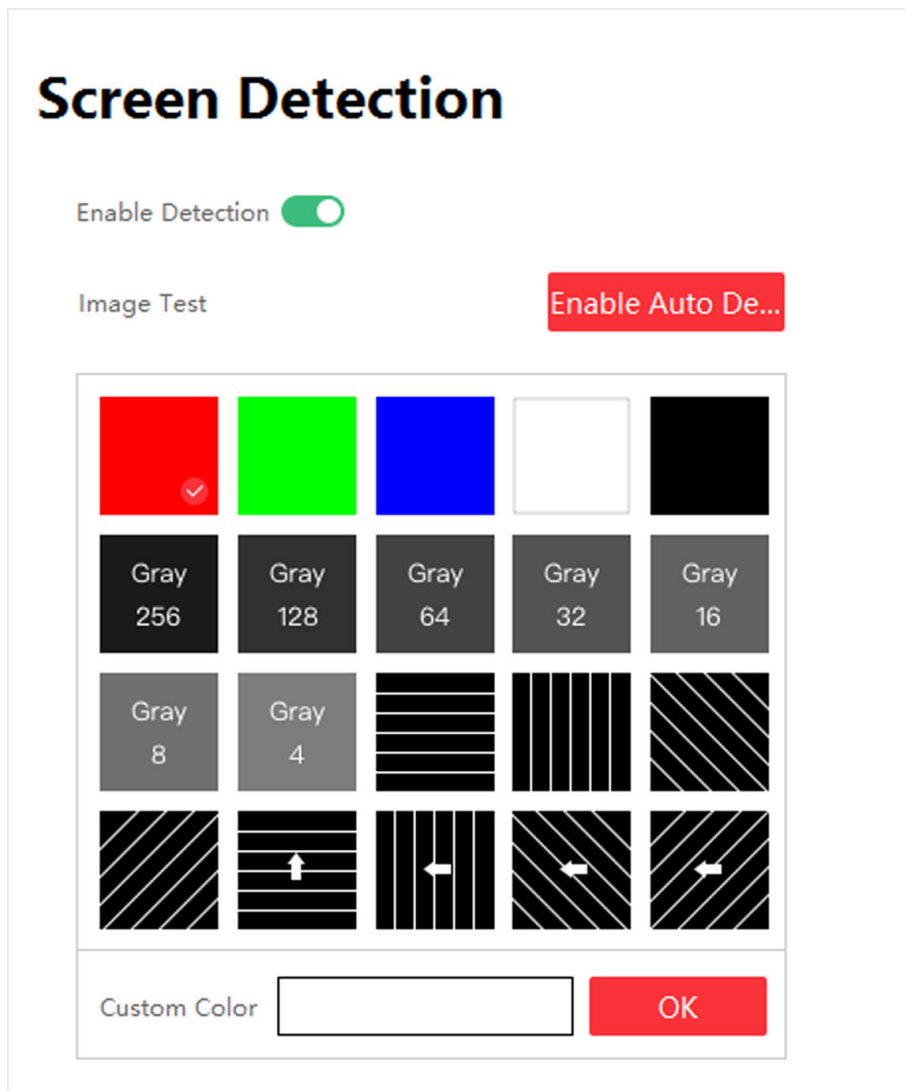 Screen Detection
Enable Detection
Image Test
Enable Auto De...
Gray
256
Gray
128
Gray
64
Gray
32
Gray
16
Gray
8
Gray
4
Custom Color
OK